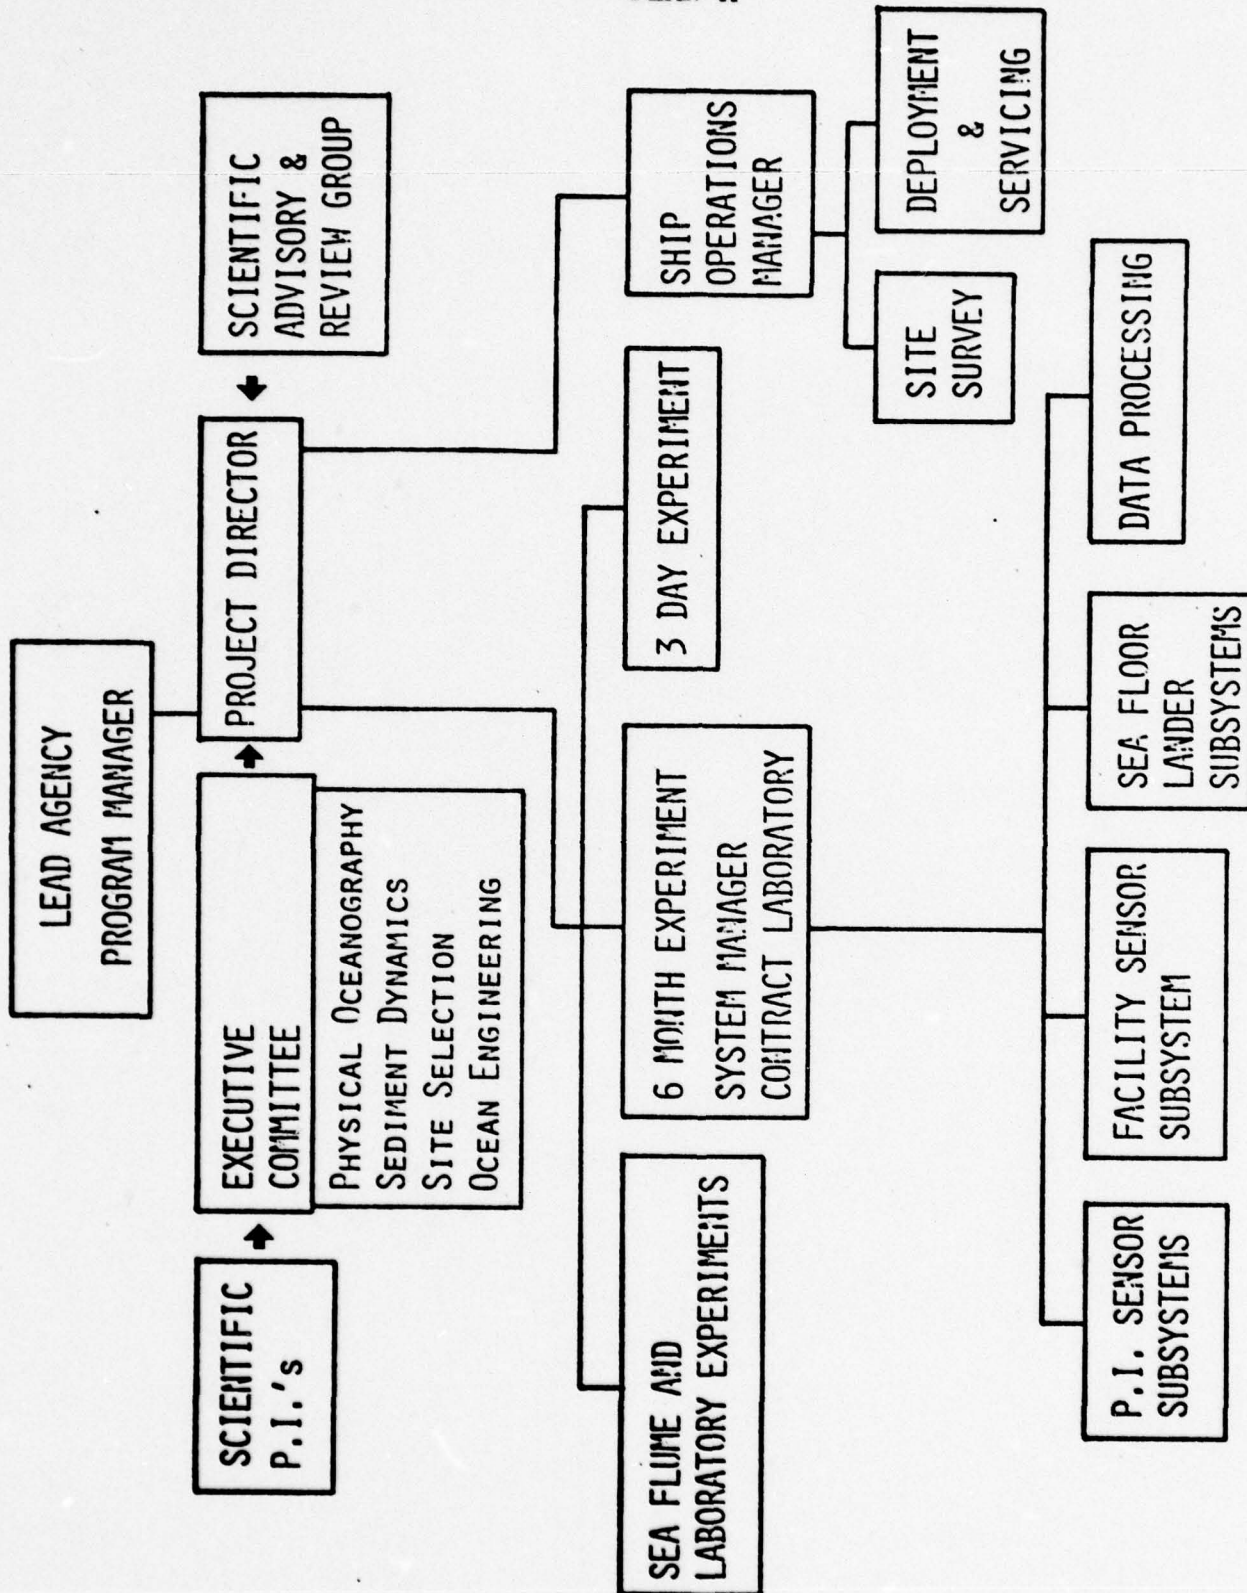 LEAD AGENCY
PROGRAM MANAGER
SCIENTIFIC
P.I.'s
EXECUTIVE
COMMITTEE
PHYSICAL OCEANOGRAPHY
SEDIMENT DYNAMICS
SITE SELECTION
OCEAN ENGINEERING
PROJECT DIRECTOR
SCIENTIFIC
ADVISORY &
REVIEW GROUP
SEA FLUME AND
LABORATORY EXPERIMENTS
6 MONTH EXPERIMENT
SYSTEM MANAGER
CONTRACT LABORATORY
3 DAY EXPERIMENT
SHIP
OPERATIONS
MANAGER
SITE
SURVEY
DEPLOYMENT
&
SERVICING
P.I. SENSOR
SUBSYSTEMS
FACILITY SENSOR
SUBSYSTEM
SEA FLOOR
LANDER
SUBSYSTEMS
DATA PROCESSING